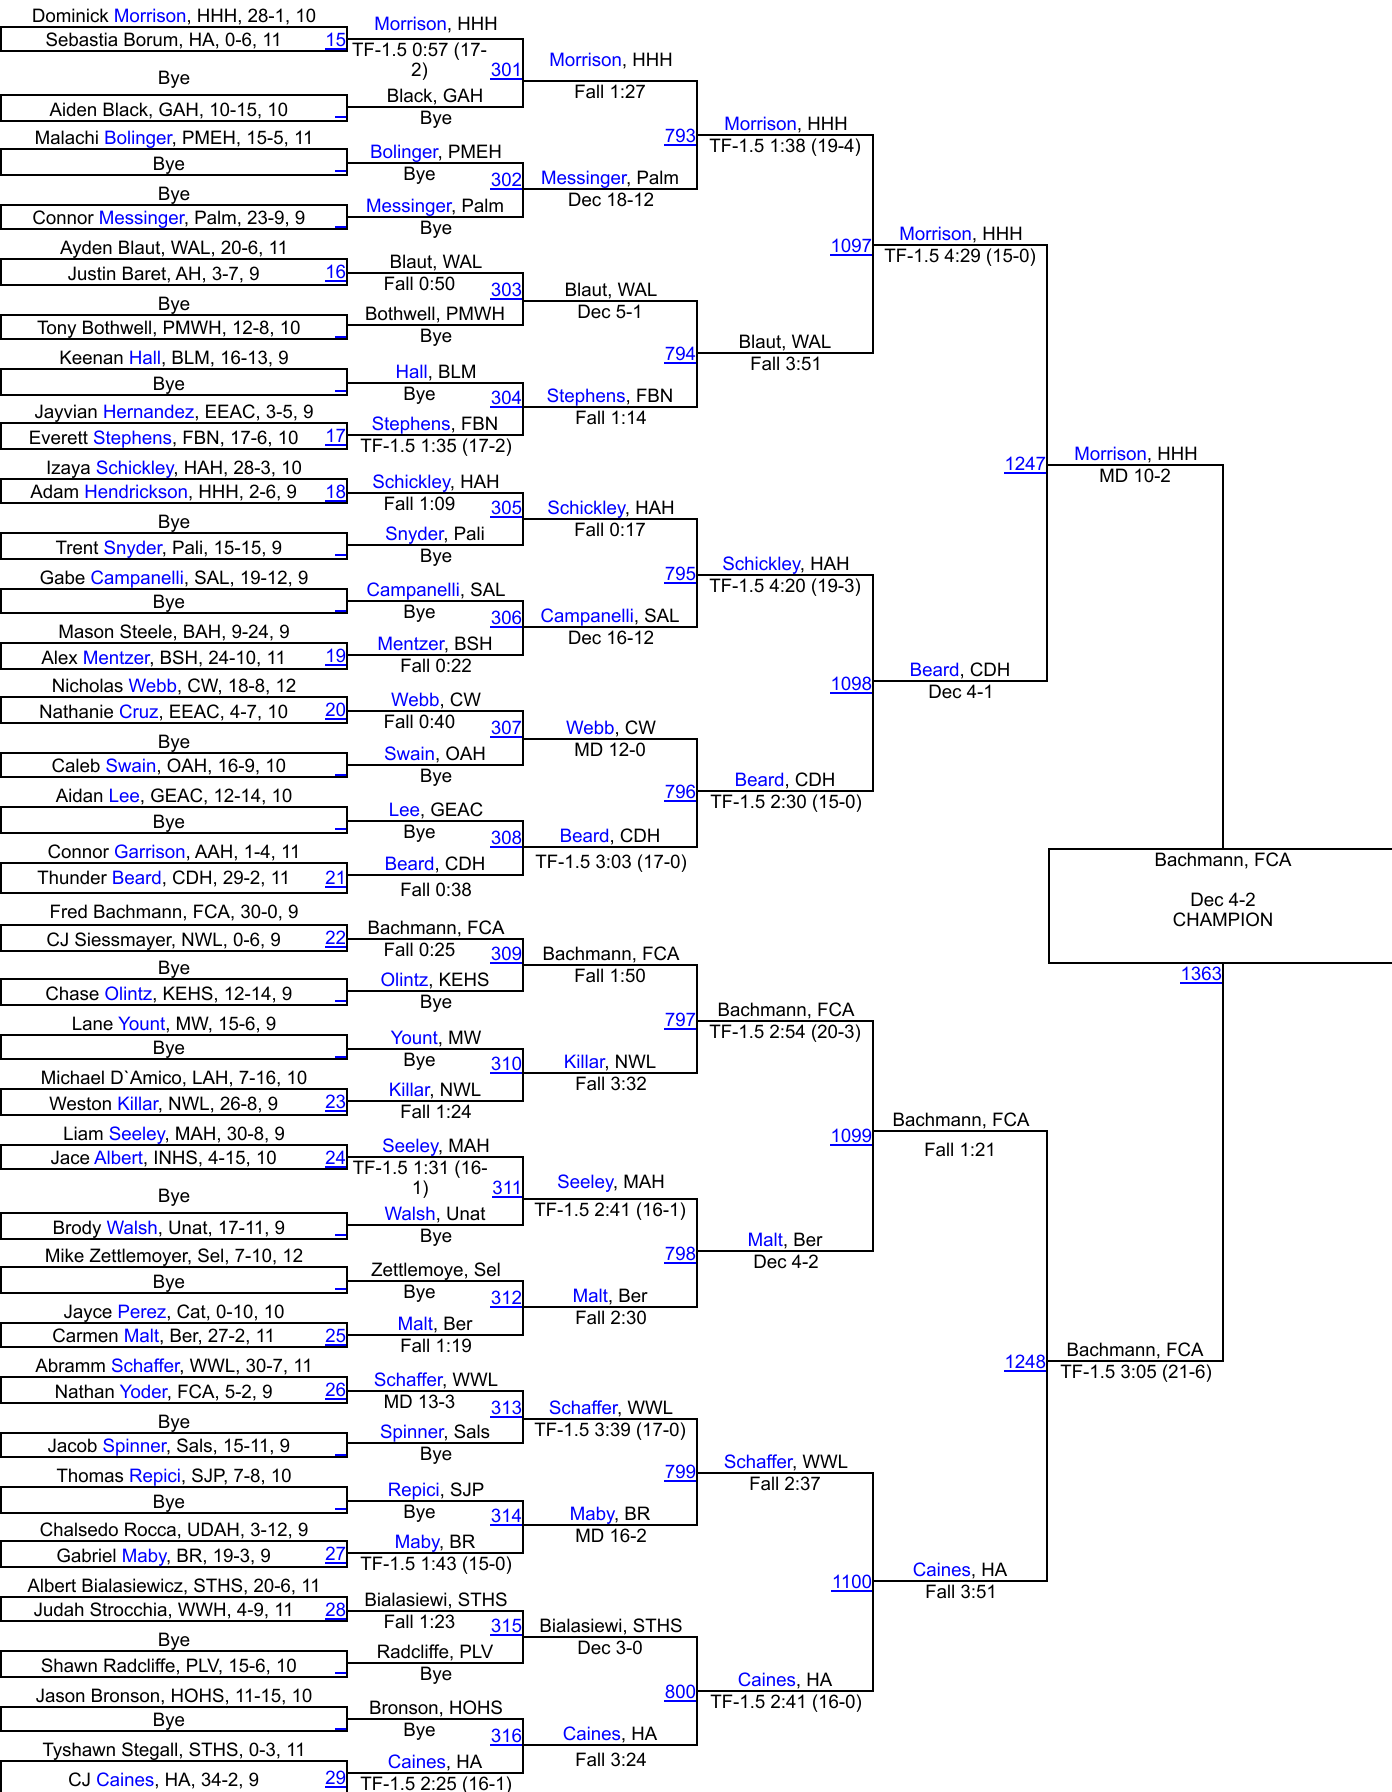 Dominick Morrison, HHH, 28-1, 10
Sebastia Borum, HA, 0-6, 11
15
Bye
Aiden Black, GAH, 10-15, 10
Malachi Bolinger, PMEH, 15-5, 11
Bye
Bye
Connor Messinger, Palm, 23-9, 9
Ayden Blaut, WAL, 20-6, 11
Justin Baret, AH, 3-7, 9
16
Bye
Tony Bothwell, PMWH, 12-8, 10
Keenan Hall, BLM, 16-13, 9
Bye
Jayvian Hernandez, EEAC, 3-5, 9
Everett Stephens, FBN, 17-6, 10
17
Izaya Schickley, HAH, 28-3, 10
Adam Hendrickson, HHH, 2-6, 9
18
Bye
Trent Snyder, Pali, 15-15, 9
Gabe Campanelli, SAL, 19-12, 9
Bye
Mason Steele, BAH, 9-24, 9
Alex Mentzer, BSH, 24-10, 11
19
Nicholas Webb, CW, 18-8, 12
Nathanie Cruz, EEAC, 4-7, 10
20
Bye
Caleb Swain, OAH, 16-9, 10
Aidan Lee, GEAC, 12-14, 10
Bye
Connor Garrison, AAH, 1-4, 11
Thunder Beard, CDH, 29-2, 11
21
Fred Bachmann, FCA, 30-0, 9
CJ Siessmayer, NWL, 0-6, 9
22
Bye
Chase Olintz, KEHS, 12-14, 9
Lane Yount, MW, 15-6, 9
Bye
Michael D`Amico, LAH, 7-16, 10
Weston Killar, NWL, 26-8, 9
23
Liam Seeley, MAH, 30-8, 9
Jace Albert, INHS, 4-15, 10
24
Bye
Brody Walsh, Unat, 17-11, 9
Mike Zettlemoyer, Sel, 7-10, 12
Bye
Jayce Perez, Cat, 0-10, 10
Carmen Malt, Ber, 27-2, 11
25
Abramm Schaffer, WWL, 30-7, 11
Nathan Yoder, FCA, 5-2, 9
26
Bye
Jacob Spinner, Sals, 15-11, 9
Thomas Repici, SJP, 7-8, 10
Bye
Chalsedo Rocca, UDAH, 3-12, 9
Gabriel Maby, BR, 19-3, 9
27
Albert Bialasiewicz, STHS, 20-6, 11
Judah Strocchia, WWH, 4-9, 11
28
Bye
Shawn Radcliffe, PLV, 15-6, 10
Jason Bronson, HOHS, 11-15, 10
Bye
Tyshawn Stegall, STHS, 0-3, 11
CJ Caines, HA, 34-2, 9
29
Morrison, HHH
TF-1.5 0:57 (17-
2)
301
Black, GAH
Bye
Bolinger, PMEH
Bye
302
Messinger, Palm
Bye
Blaut, WAL
Fall 0:50
303
Bothwell, PMWH
Bye
Hall, BLM
Bye
304
Stephens, FBN
TF-1.5 1:35 (17-2)
Schickley, HAH
Fall 1:09
305
Snyder, Pali
Bye
Campanelli, SAL
Bye
306
Mentzer, BSH
Fall 0:22
Webb, CW
Fall 0:40
307
Swain, OAH
Bye
Lee, GEAC
Bye
308
Beard, CDH
Fall 0:38
Bachmann, FCA
Fall 0:25
309
Olintz, KEHS
Bye
Yount, MW
Bye
310
Killar, NWL
Fall 1:24
Seeley, MAH
TF-1.5 1:31 (16-
1)
311
Walsh, Unat
Bye
Zettlemoye, Sel
Bye
312
Malt, Ber
Fall 1:19
Schaffer, WWL
MD 13-3
313
Spinner, Sals
Bye
Repici, SJP
Bye
314
Maby, BR
TF-1.5 1:43 (15-0)
Bialasiewi, STHS
Fall 1:23
315
Radcliffe, PLV
Bye
Bronson, HOHS
Bye
316
Caines, HA
TF-1.5 2:25 (16-1)
Morrison, HHH
Fall 1:27
793
Messinger, Palm
Dec 18-12
Blaut, WAL
Dec 5-1
794
Stephens, FBN
Fall 1:14
Schickley, HAH
Fall 0:17
795
Campanelli, SAL
Dec 16-12
Webb, CW
MD 12-0
796
Beard, CDH
TF-1.5 3:03 (17-0)
Bachmann, FCA
Fall 1:50
797
Killar, NWL
Fall 3:32
Seeley, MAH
TF-1.5 2:41 (16-1)
798
Malt, Ber
Fall 2:30
Schaffer, WWL
TF-1.5 3:39 (17-0)
799
Maby, BR
MD 16-2
Bialasiewi, STHS
Dec 3-0
800
Caines, HA
Fall 3:24
Morrison, HHH
TF-1.5 1:38 (19-4)
1097
Blaut, WAL
Fall 3:51
Schickley, HAH
TF-1.5 4:20 (19-3)
1098
Beard, CDH
TF-1.5 2:30 (15-0)
Bachmann, FCA
TF-1.5 2:54 (20-3)
1099
Malt, Ber
Dec 4-2
Schaffer, WWL
Fall 2:37
1100
Caines, HA
TF-1.5 2:41 (16-0)
Morrison, HHH
TF-1.5 4:29 (15-0)
1247
Beard, CDH
Dec 4-1
Bachmann, FCA
Fall 1:21
1248
Caines, HA
Fall 3:51
Morrison, HHH
MD 10-2
Bachmann, FCA
Dec 4-2
CHAMPION
1363
Bachmann, FCA
TF-1.5 3:05 (21-6)